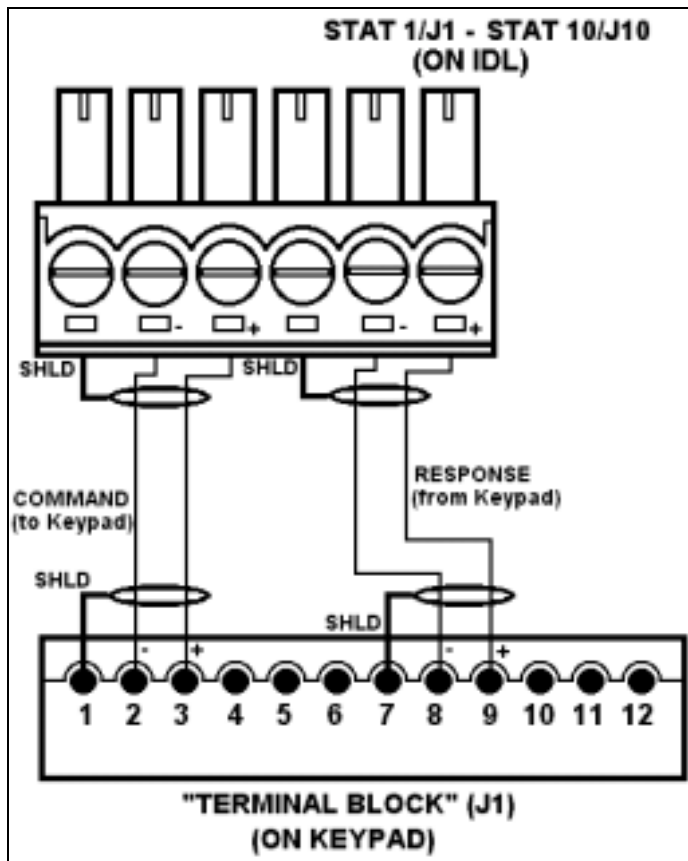 STAT 1/J1 - STAT 10/J10
(ON IDL)
- + - +
SHLD SHLD
COMMAND
(to Keypad)
RESPONSE
(from Keypad)
SHLD
SHLD
- + - +
1 2 3 4 5 6 7 8 9 10 11 12
"TERMINAL BLOCK" (J1)
(ON KEYPAD)